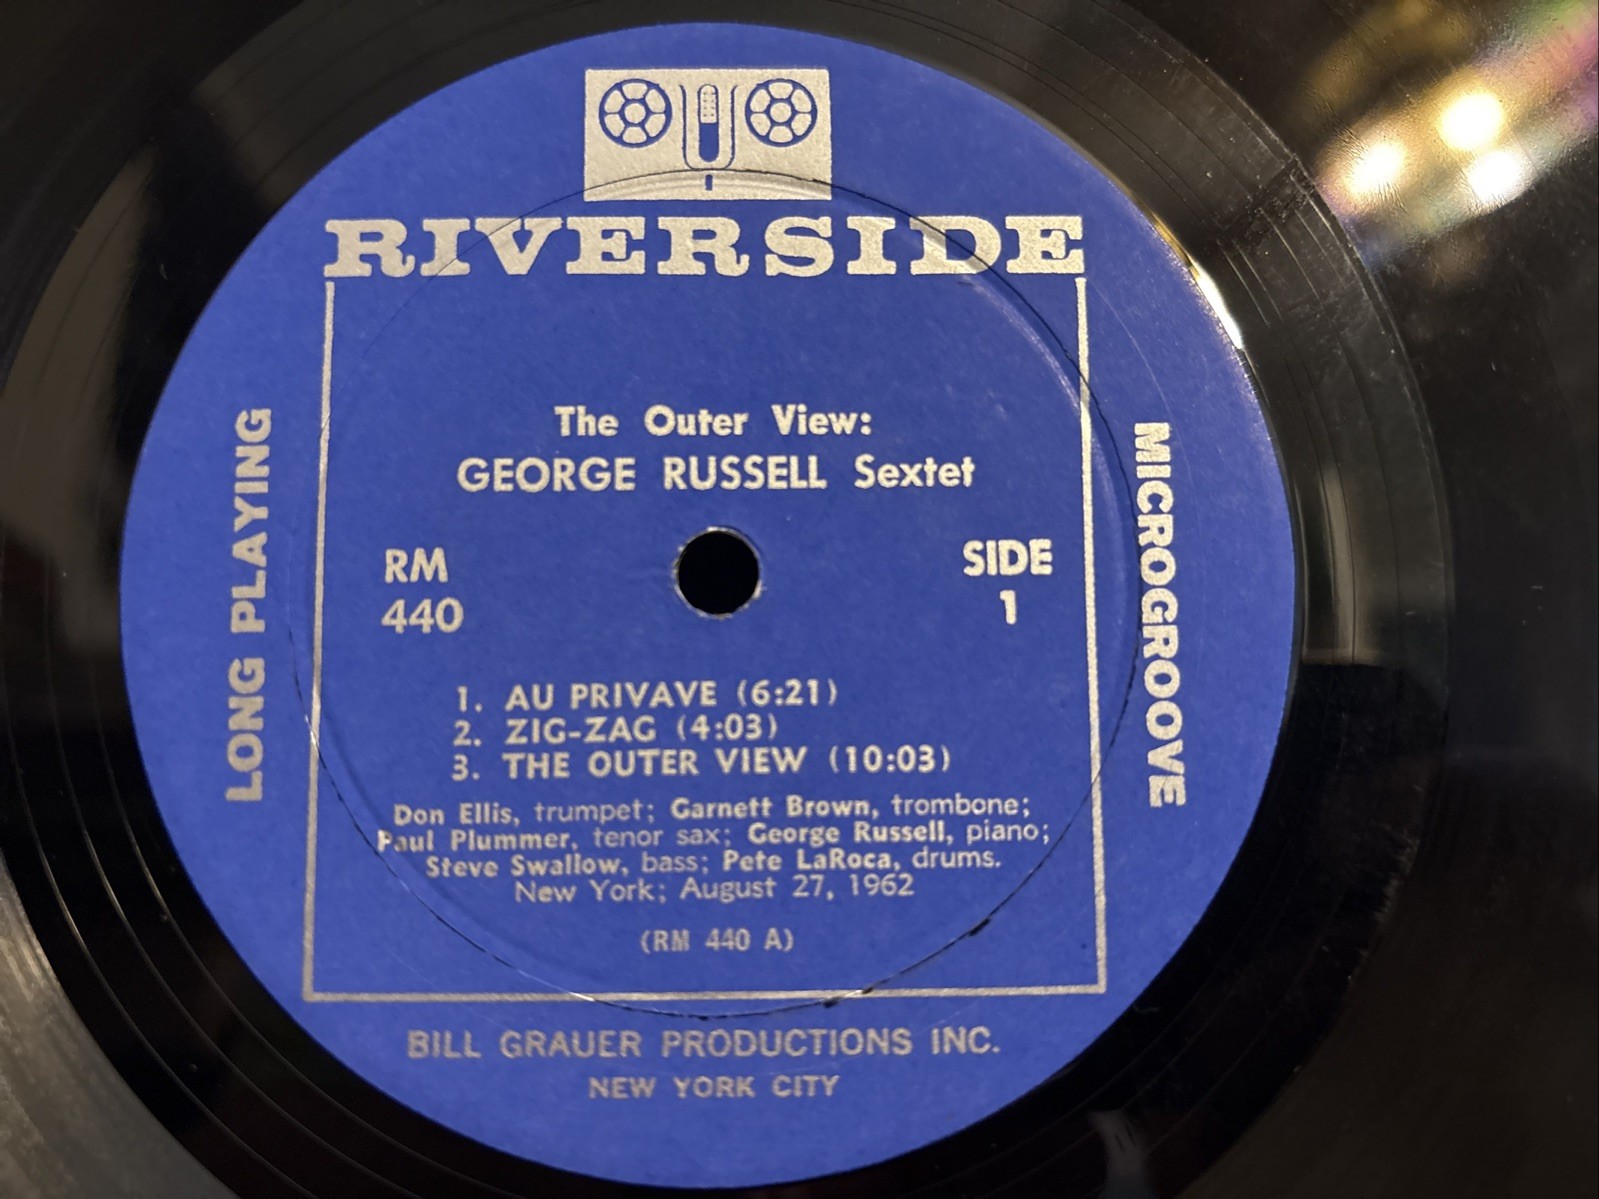 RIVERSIDE
The Outer View:
GEORGE RUSSELL Sextet
RM
440
SIDE
1
LONG PLAYING
MICROGROOVE
1. AU PRIVAVE (6:21)
2. ZIG-ZAG (4:03)
3. THE OUTER VIEW (10:03)
Don Ellis, trumpet; Garnett Brown, trombone;
Paul Plummer, tenor sax; George Russell, piano;
Steve Swallow, bass; Pete LaRoca, drums.
New York; August 27, 1962
(RM 440 A)
BILL GRAUER PRODUCTIONS INC.
NEW YORK CITY